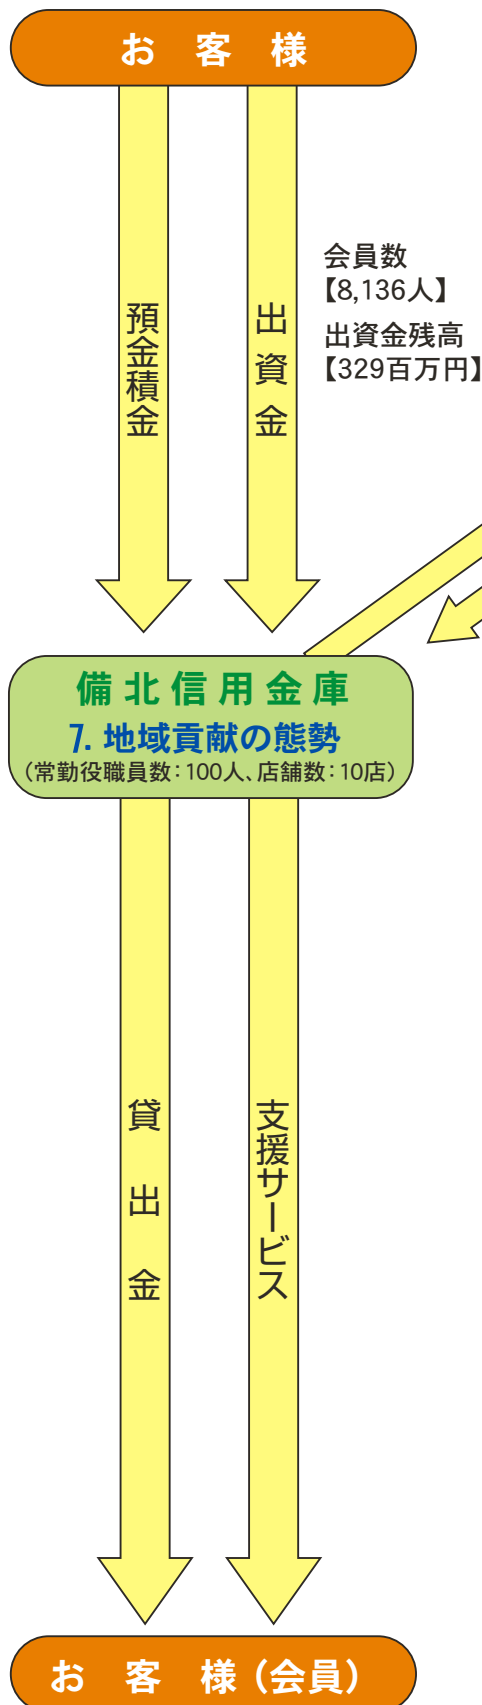 お客様
預金積金
出資金
会員数
【8,136人】
出資金残高
【329百万円】
備北信用金庫
7. 地域貢献の態勢
（常勤役職員数：100人、店舗数：10店）
貸出金
支援サービス
お客様（会員）